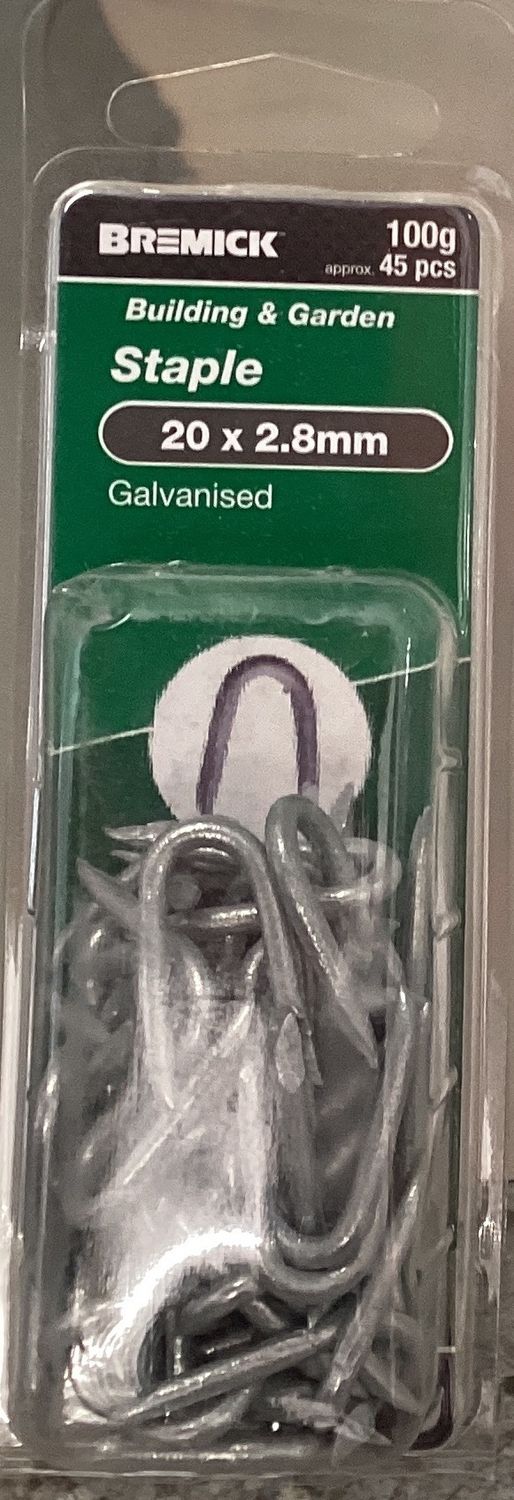 BREMICK
100g
approx. 45 pcs
Building & Garden
Staple
20 x 2.8mm
Galvanised